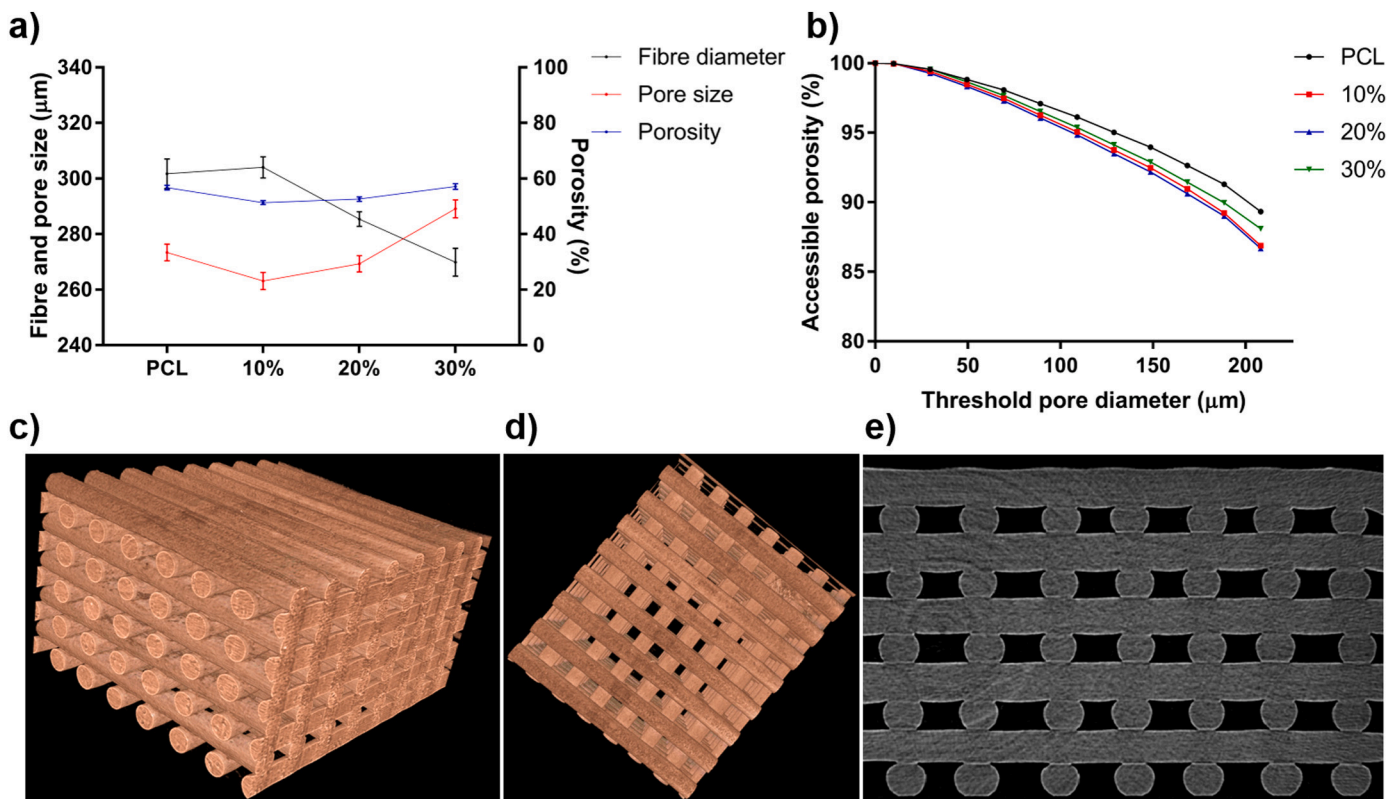 a)
340
320
300
280
260
240
Fibre and pore size (μm)
PCL
10%
20%
30%
100
80
60
40
20
0
Porosity (%)
Fibre diameter
Pore size
Porosity
b)
100
95
90
85
80
Accessible porosity (%)
0
50
100
150
200
Threshold pore diameter (μm)
PCL
10%
20%
30%
c)
d)
e)